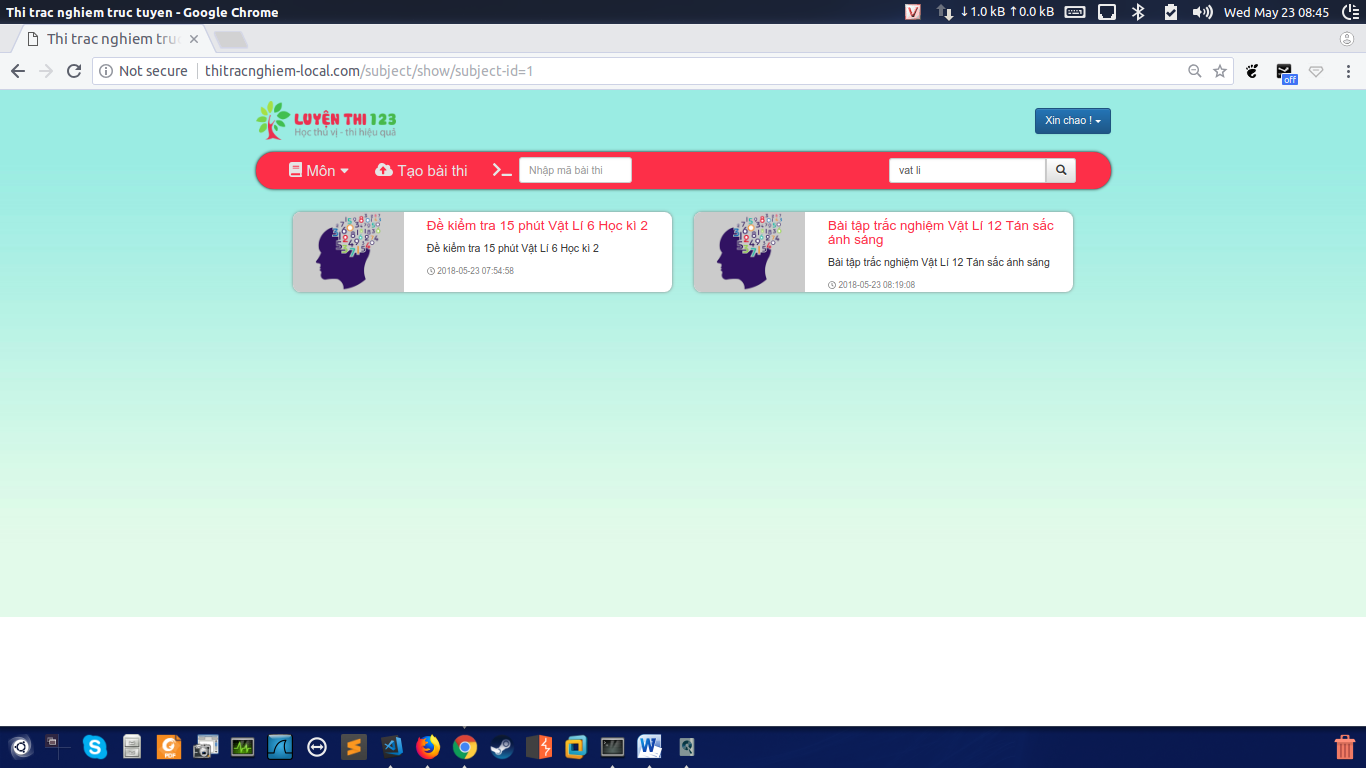 Thi trac nghiem truc tuyen - Google Chrome
↓1.0 kB ↑0.0 kB
Wed May 23 08:45
Thi trac nghiem truc
Not secure
thitracnghiem-local.com/subject/show/subject-id=1
off
LUYỆN THI 123
Học thú vị - thi hiệu quả
Xin chao !
Môn
Tạo bài thi
Nhập mã bài thi
vat li
Đề kiểm tra 15 phút Vật Lí 6 Học kì 2
Đề kiểm tra 15 phút Vật Lí 6 Học kì 2
2018-05-23 07:54:58
Bài tập trắc nghiệm Vật Lí 12 Tán sắc
ánh sáng
Bài tập trắc nghiệm Vật Lí 12 Tán sắc ánh sáng
2018-05-23 08:19:08